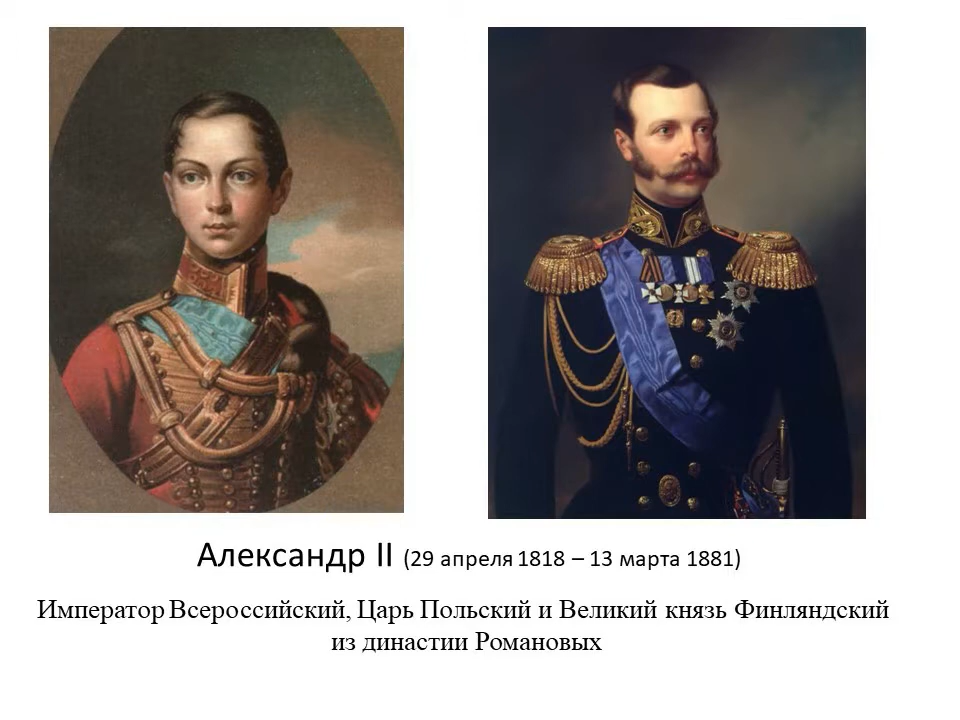 Александр II (29 апреля 1818 – 13 марта 1881)
Император Всероссийский, Царь Польский и Великий князь Финляндский
из династии Романовых